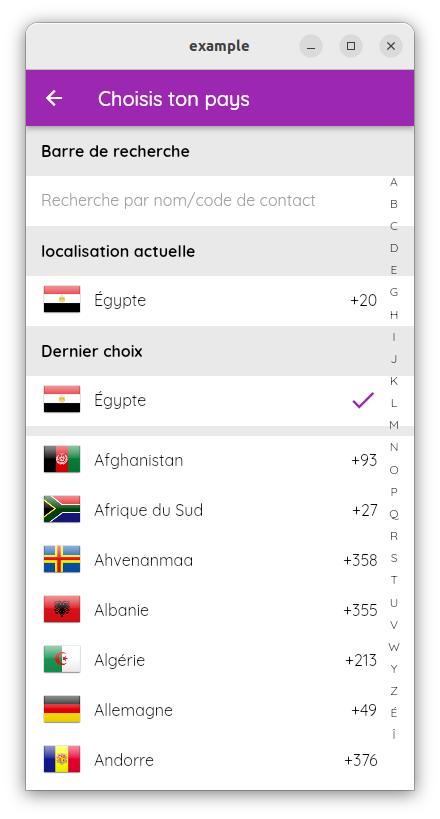 example
Choisis ton pays
Barre de recherche
Recherche par nom/code de contact
localisation actuelle
Égypte +20
Dernier choix
Égypte
Afghanistan +93
Afrique du Sud +27
Ahvenanmaa +358
Albanie +355
Algérie +213
Allemagne +49
Andorre +376
A
B
C
D
E
G
H
I
J
K
L
M
N
O
P
Q
R
S
T
U
V
W
Y
Z
É
Î